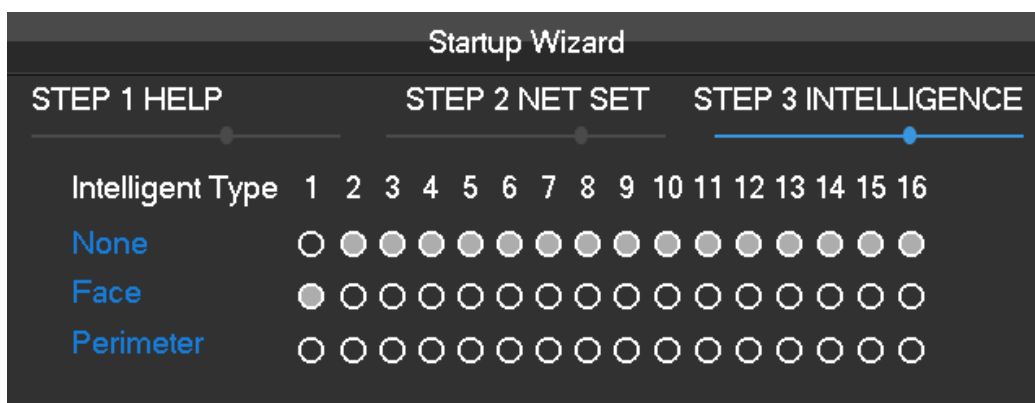 Startup Wizard
STEP 1 HELP STEP 2 NET SET STEP 3 INTELLIGENCE
Intelligent Type 1 2 3 4 5 6 7 8 9 10 11 12 13 14 15 16
None
Face
Perimeter